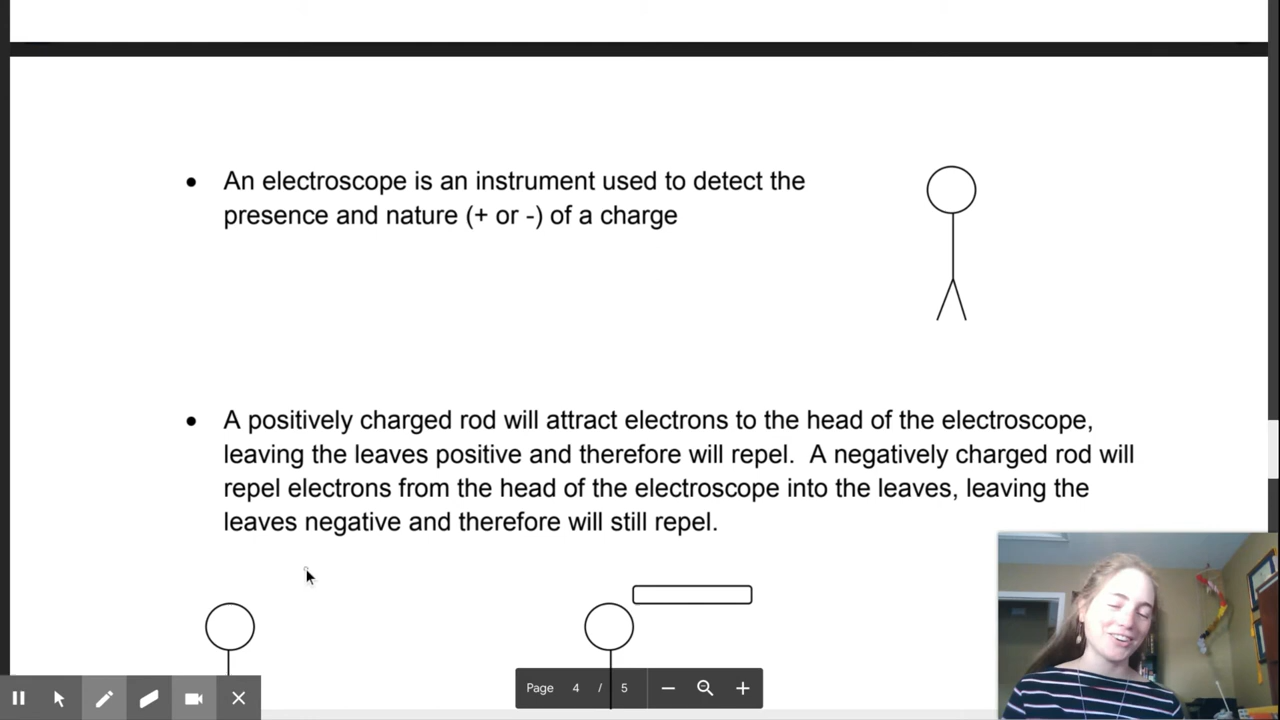 An electroscope is an instrument used to detect the
presence and nature (+ or -) of a charge
A positively charged rod will attract electrons to the head of the electroscope,
leaving the leaves positive and therefore will repel.  A negatively charged rod will
repel electrons from the head of the electroscope into the leaves, leaving the
leaves negative and therefore will still repel.
Page 4 / 5